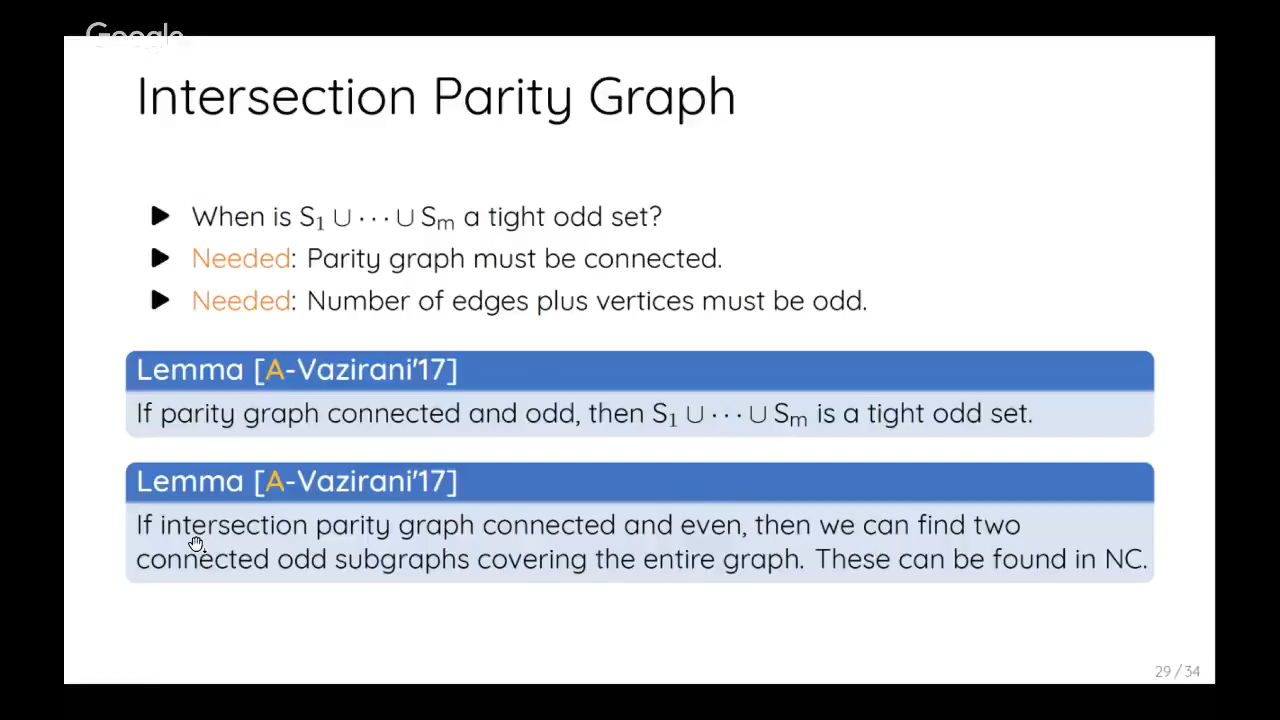 Google
Intersection Parity Graph
▶ When is S₁ ∪ ··· ∪ Sₘ a tight odd set?
▶ Needed: Parity graph must be connected.
▶ Needed: Number of edges plus vertices must be odd.
Lemma [A-Vazirani'17]
If parity graph connected and odd, then S₁ ∪ ··· ∪ Sₘ is a tight odd set.
Lemma [A-Vazirani'17]
If intersection parity graph connected and even, then we can find two
connected odd subgraphs covering the entire graph. These can be found in NC.
29 / 34